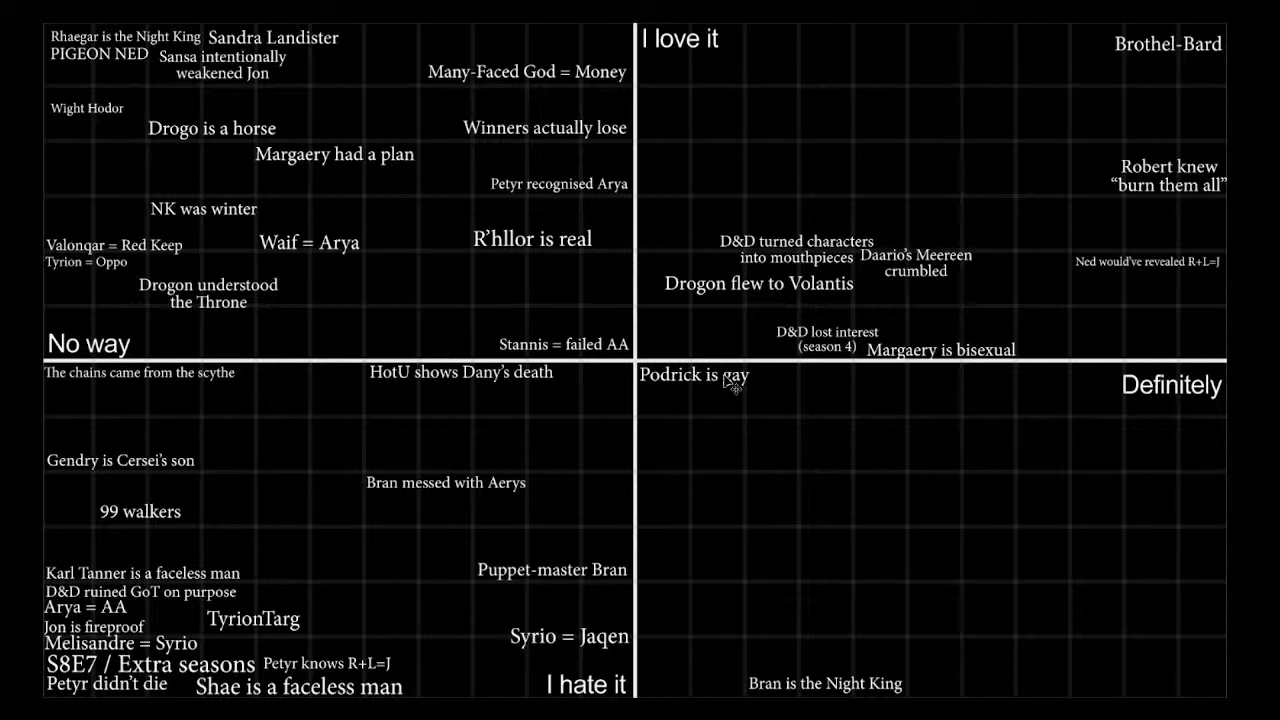 Rhaegar is the Night King
Sandra Landister
PIGEON NED
Sansa intentionally
weakened Jon
Many-Faced God = Money
Wight Hodor
Drogo is a horse
Winners actually lose
Margaery had a plan
Petyr recognised Arya
NK was winter
Valonqar = Red Keep
Waif = Arya
R'hllor is real
Tyrion = Oppo
Drogon understood
the Throne
No way
Stannis = failed AA
I love it
Brothel-Bard
Robert knew
“burn them all”
D&D turned characters
into mouthpieces
Daario's Meereen
crumbled
Ned would've revealed R+L=J
Drogon flew to Volantis
D&D lost interest
(season 4)
Margaery is bisexual
The chains came from the scythe
HotU shows Dany's death
Gendry is Cersei's son
Bran messed with Aerys
99 walkers
Karl Tanner is a faceless man
Puppet-master Bran
D&D ruined GoT on purpose
Arya = AA
TyrionTarg
Jon is fireproof
Melisandre = Syrio
Syrio = Jaqen
S8E7 / Extra seasons
Petyr knows R+L=J
Petyr didn't die
Shae is a faceless man
I hate it
Podrick is gay
Definitely
Bran is the Night King